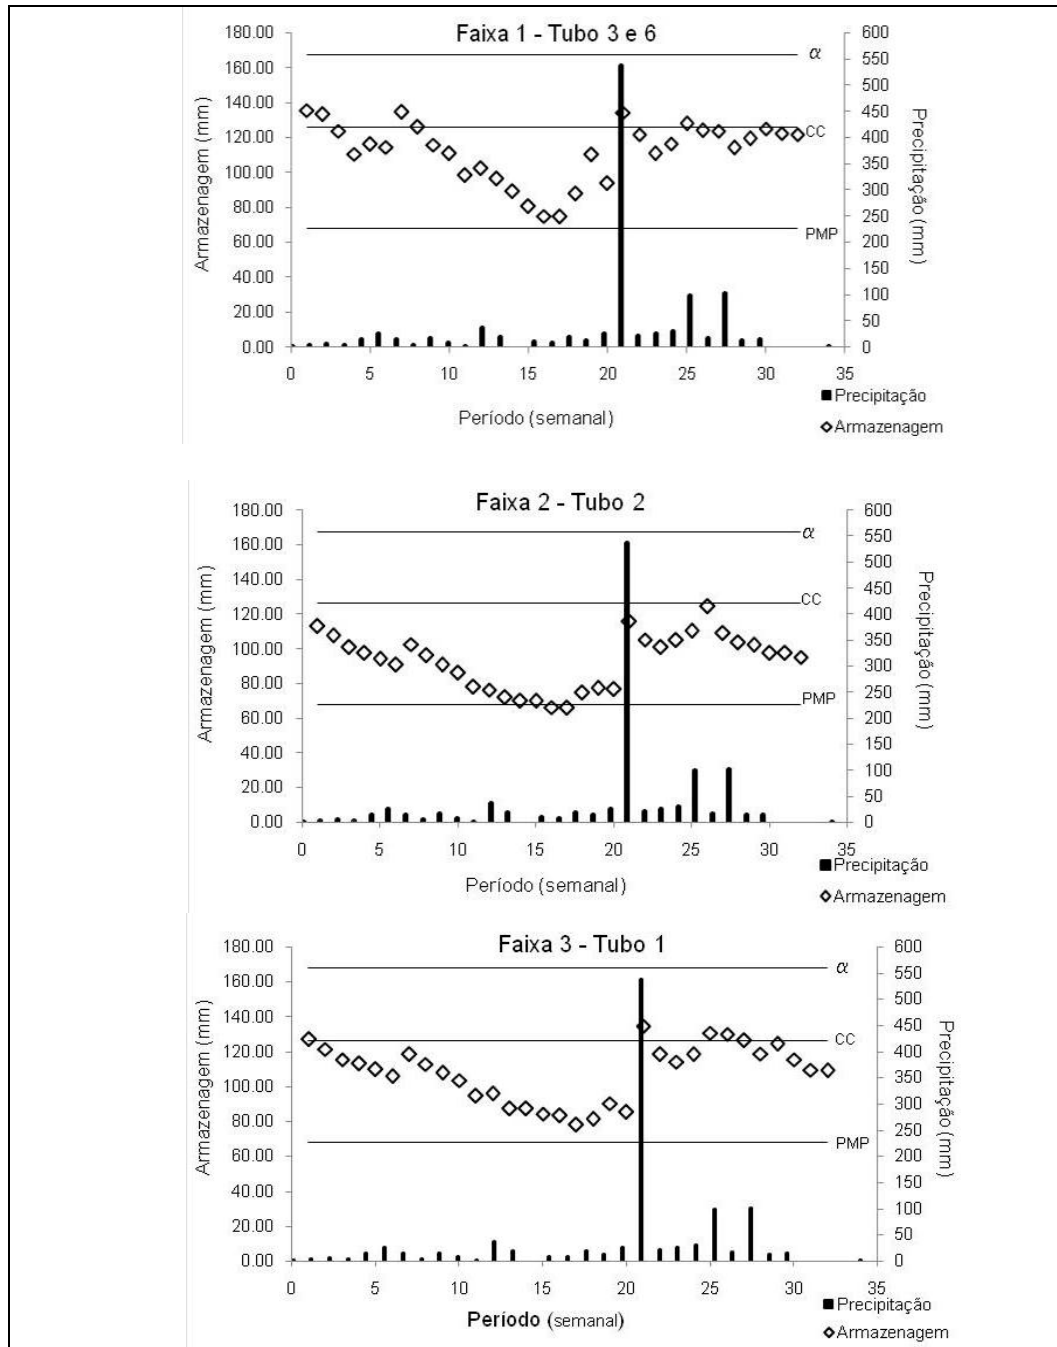 Faixa 1 - Tubo 3 e 6
Armazenagem (mm)
180.00
160.00
140.00
120.00
100.00
80.00
60.00
40.00
20.00
0.00
α
CC
PMP
600
550
500
450
400
350
300
250
200
150
100
50
0
Precipitação (mm)
0 5 10 15 20 25 30 35
Período (semanal)
Precipitação
Armazenagem
Faixa 2 - Tubo 2
Armazenagem (mm)
180.00
160.00
140.00
120.00
100.00
80.00
60.00
40.00
20.00
0.00
α
CC
PMP
600
550
500
450
400
350
300
250
200
150
100
50
0
Precipitação (mm)
0 5 10 15 20 25 30 35
Período (semanal)
Precipitação
Armazenagem
Faixa 3 - Tubo 1
Armazenagem (mm)
180.00
160.00
140.00
120.00
100.00
80.00
60.00
40.00
20.00
0.00
α
CC
PMP
600
550
500
450
400
350
300
250
200
150
100
50
0
Precipitação (mm)
0 5 10 15 20 25 30 35
Período (semanal)
Precipitação
Armazenagem